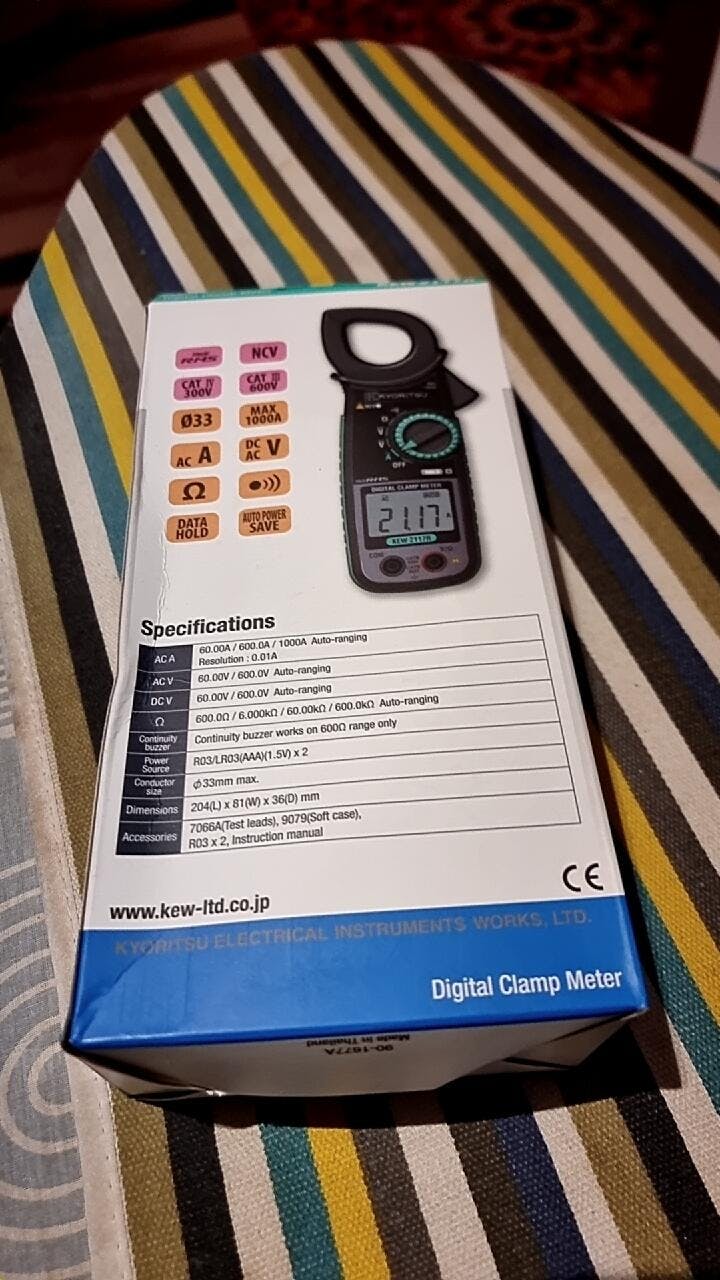 TRUE RMS NCV
CAT IV 300V CAT III 600V
Ø33 MAX 1000A
AC A DC AC V
Ω
DATA HOLD AUTO POWER SAVE
KYORITSU
OFF
DIGITAL CLAMP METER
21.17 A
KEW 2117R
COM V/Ω
Specifications
AC A 60.00A / 600.0A / 1000A Auto-ranging
Resolution : 0.01A
AC V 60.00V / 600.0V Auto-ranging
DC V 60.00V / 600.0V Auto-ranging
Ω 600.0Ω / 6.000kΩ / 60.00kΩ / 600.0kΩ Auto-ranging
Continuity buzzer Continuity buzzer works on 600Ω range only
Power Source R03/LR03(AAA)(1.5V) x 2
Conductor size ϕ33mm max.
Dimensions 204(L) x 81(W) x 36(D) mm
Accessories 7066A(Test leads), 9079(Soft case),
R03 x 2, Instruction manual
CE
www.kew-ltd.co.jp
KYORITSU ELECTRICAL INSTRUMENTS WORKS, LTD.
Digital Clamp Meter
90-1677A
Made in Thailand